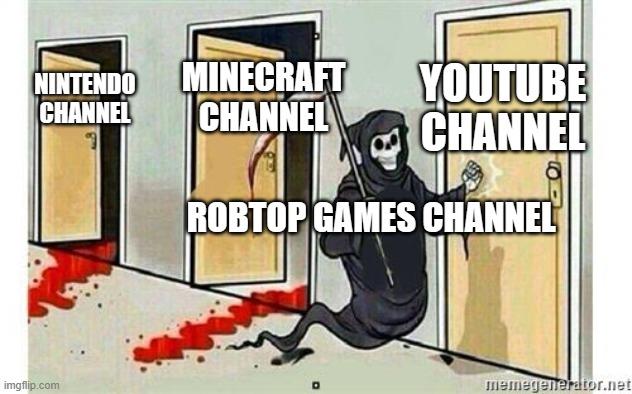 NINTENDO
CHANNEL
MINECRAFT
CHANNEL
YOUTUBE
CHANNEL
ROBTOP GAMES CHANNEL
imgflip.com
memegenerator.net